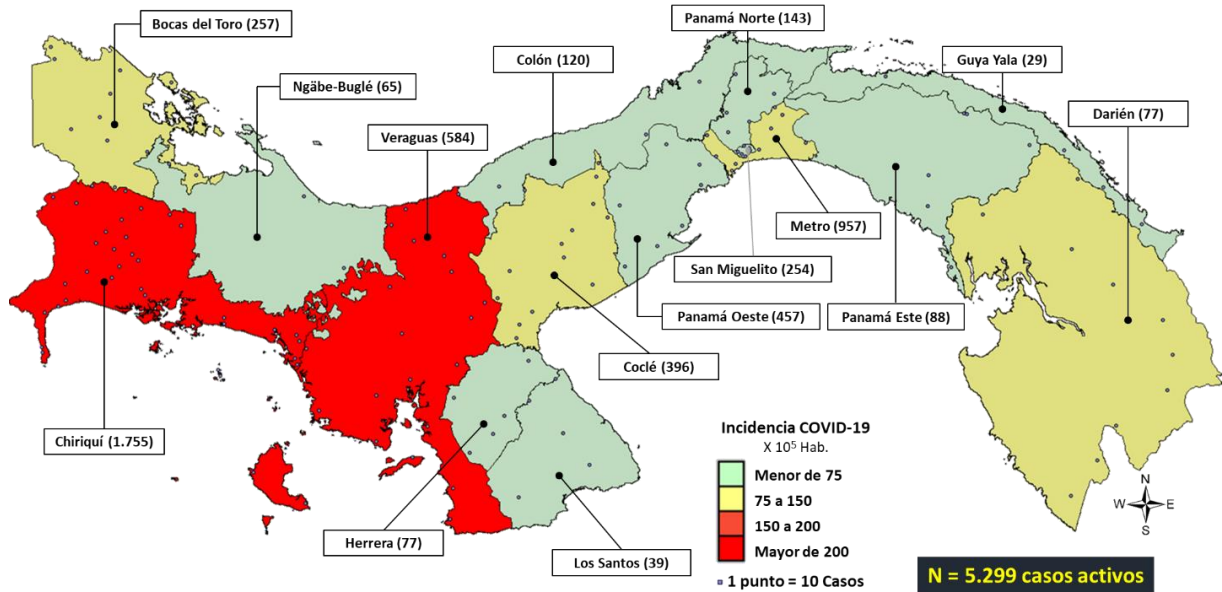 Bocas del Toro (257)
Panamá Norte (143)
Colón (120)
Guya Yala (29)
Ngäbe-Buglé (65)
Darién (77)
Veraguas (584)
Metro (957)
San Miguelito (254)
Panamá Oeste (457)
Panamá Este (88)
Coclé (396)
Chiriquí (1.755)
Herrera (77)
Los Santos (39)
Incidencia COVID-19
X 10⁵ Hab.
Menor de 75
75 a 150
150 a 200
Mayor de 200
1 punto = 10 Casos
N
W E
S
N = 5.299 casos activos